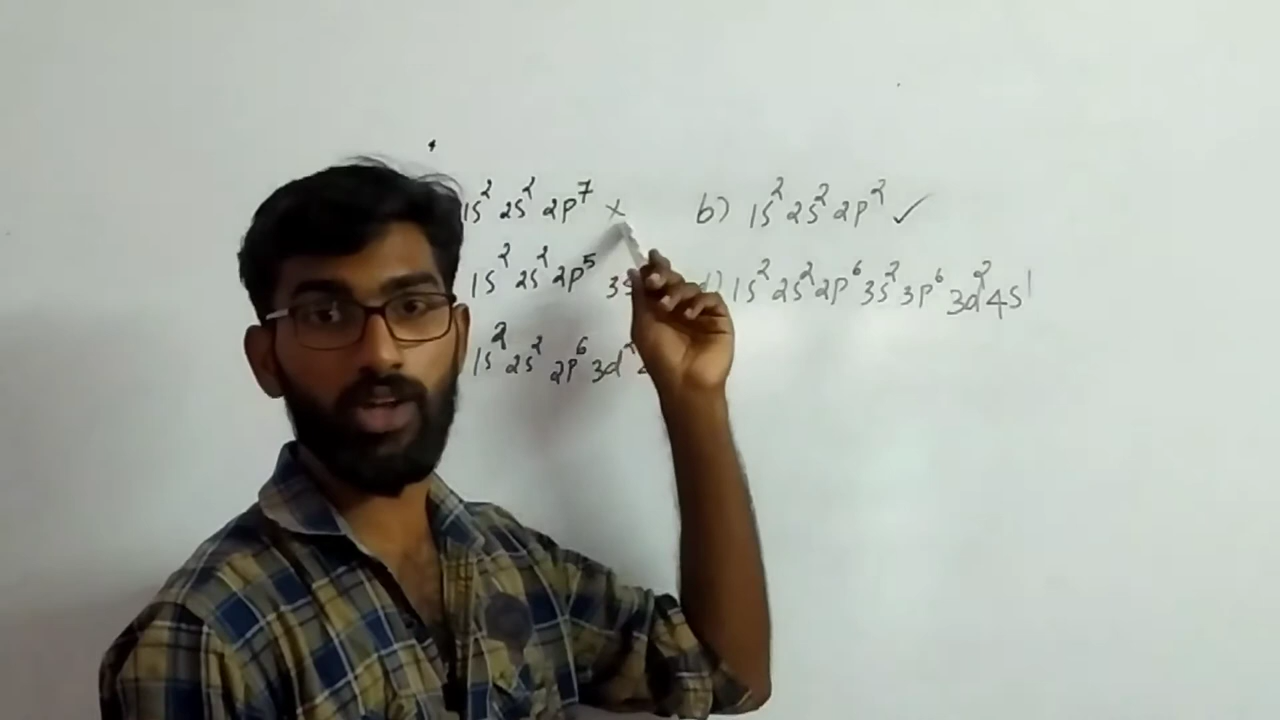 1s² 2s² 2p⁷ × b) 1s² 2s² 2p² ✓
1s² 2s² 2p⁵ 3s d) 1s² 2s² 2p⁶ 3s² 3p⁶ 3d² 4s¹
1s² 2s² 2p⁶ 3d²